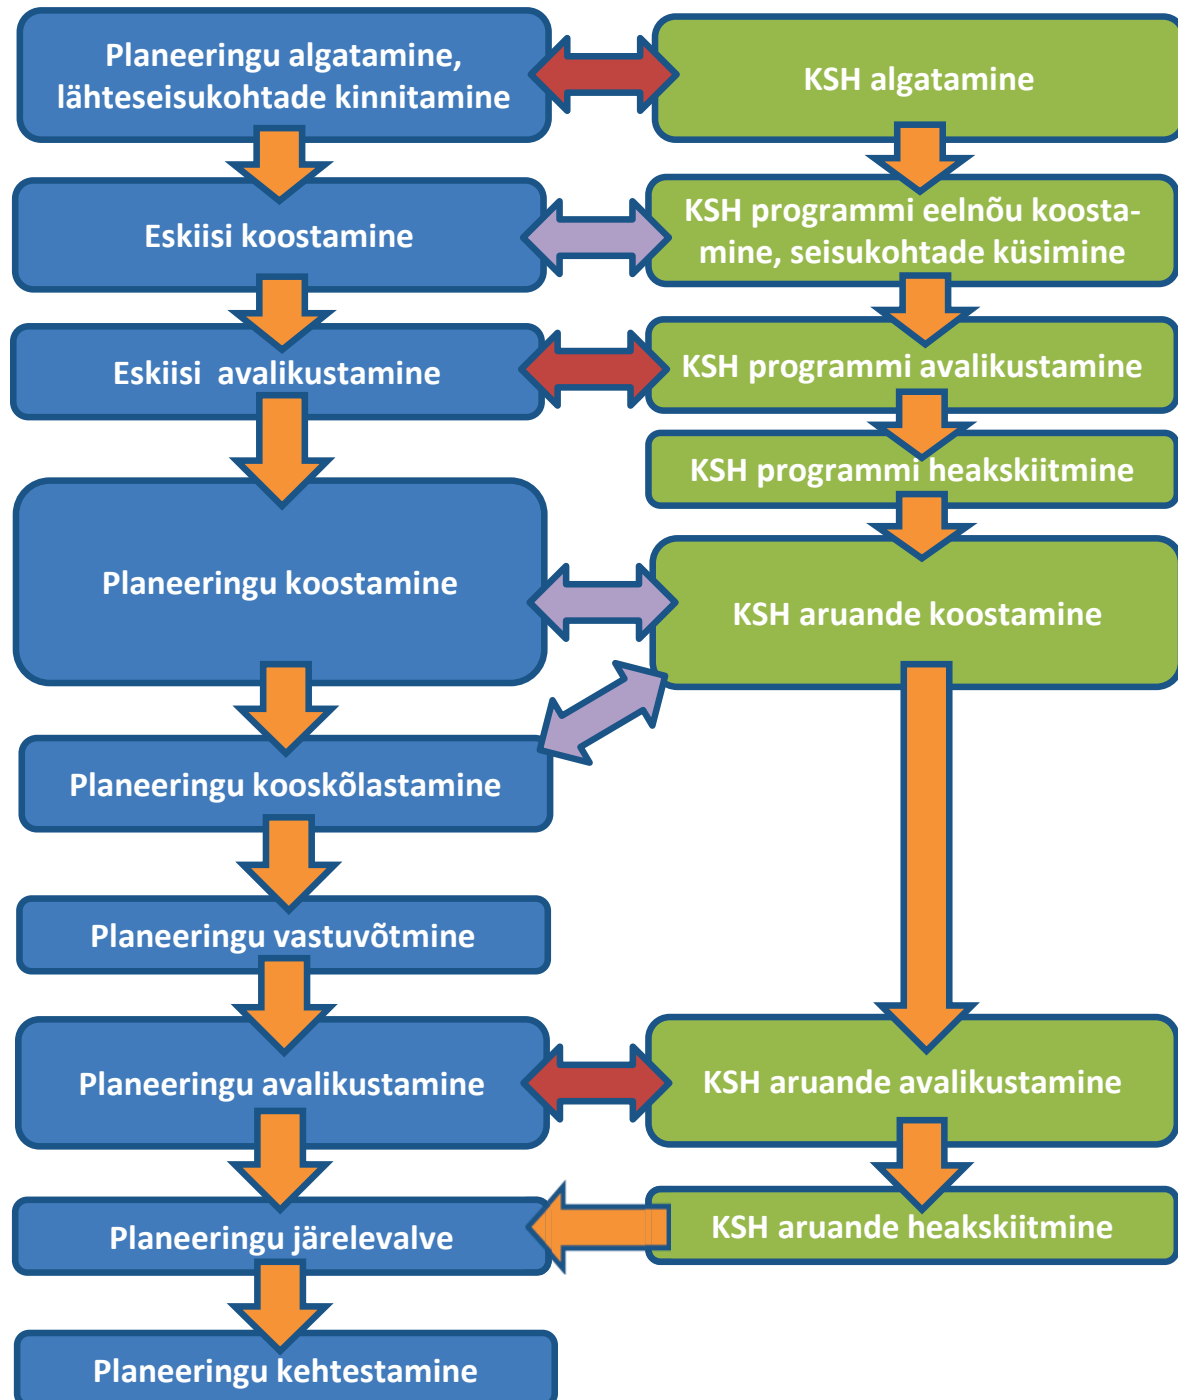 Planeeringu algatamine,
lähteseisukohtade kinnitamine
KSH algatamine
Eskiisi koostamine
KSH programmi eelnõu koosta-
mine, seisukohtade küsimine
Eskiisi avalikustamine
KSH programmi avalikustamine
KSH programmi heakskiitmine
Planeeringu koostamine
KSH aruande koostamine
Planeeringu kooskõlastamine
Planeeringu vastuvõtmine
Planeeringu avalikustamine
KSH aruande avalikustamine
Planeeringu järelevalve
KSH aruande heakskiitmine
Planeeringu kehtestamine